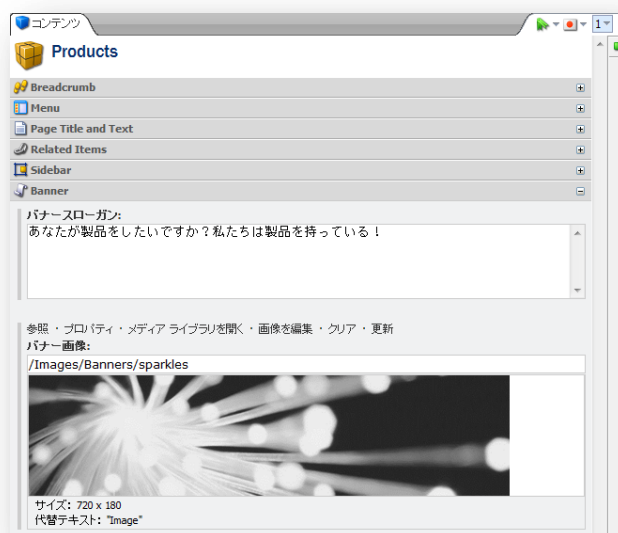 コンテンツ
1
Products
Breadcrumb
Menu
Page Title and Text
Related Items
Sidebar
Banner
バナースローガン:
あなたが製品をしたいですか？私たちは製品を持っている！
参照 ・ プロパティ ・ メディア ライブラリを開く ・ 画像を編集 ・ クリア ・ 更新
バナー画像:
/Images/Banners/sparkles
サイズ: 720 x 180
代替テキスト: "Image"